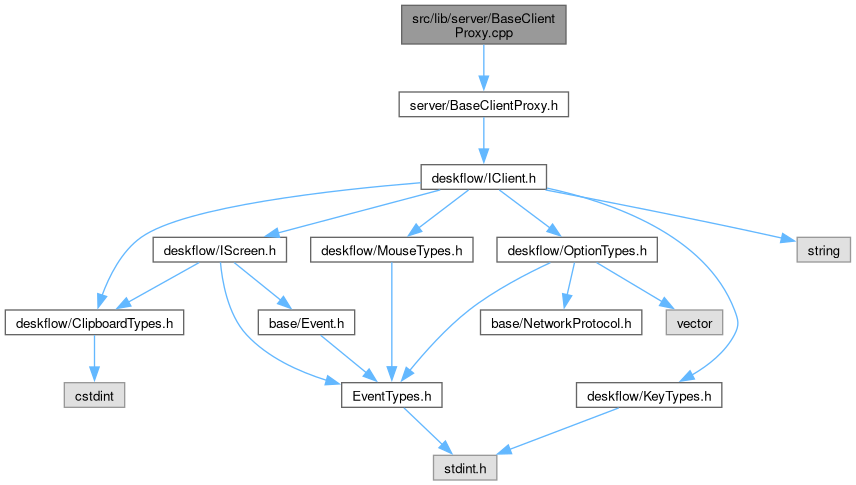 src/lib/server/BaseClient
Proxy.cpp
server/BaseClientProxy.h
deskflow/IClient.h
deskflow/IScreen.h
deskflow/MouseTypes.h
deskflow/OptionTypes.h
string
deskflow/ClipboardTypes.h
base/Event.h
base/NetworkProtocol.h
vector
cstdint
EventTypes.h
deskflow/KeyTypes.h
stdint.h